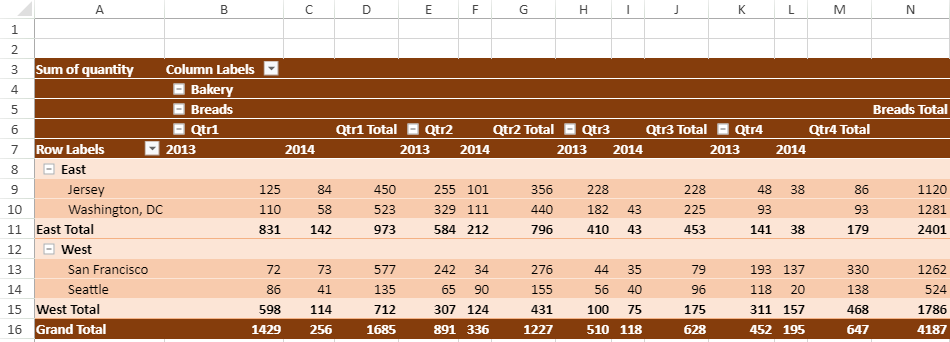 A B C D E F G H I J K L M N
1
2
3 Sum of quantity Column Labels
4 Bakery
5 Breads Breads Total
6 Qtr1 Qtr1 Total Qtr2 Qtr2 Total Qtr3 Qtr3 Total Qtr4 Qtr4 Total
7 Row Labels 2013 2014 2013 2014 2013 2014 2013 2014
8 East
9 Jersey 125 84 450 255 101 356 228 228 48 38 86 1120
10 Washington, DC 110 58 523 329 111 440 182 43 225 93 93 1281
11 East Total 831 142 973 584 212 796 410 43 453 141 38 179 2401
12 West
13 San Francisco 72 73 577 242 34 276 44 35 79 193 137 330 1262
14 Seattle 86 41 135 65 90 155 56 40 96 118 20 138 524
15 West Total 598 114 712 307 124 431 100 75 175 311 157 468 1786
16 Grand Total 1429 256 1685 891 336 1227 510 118 628 452 195 647 4187